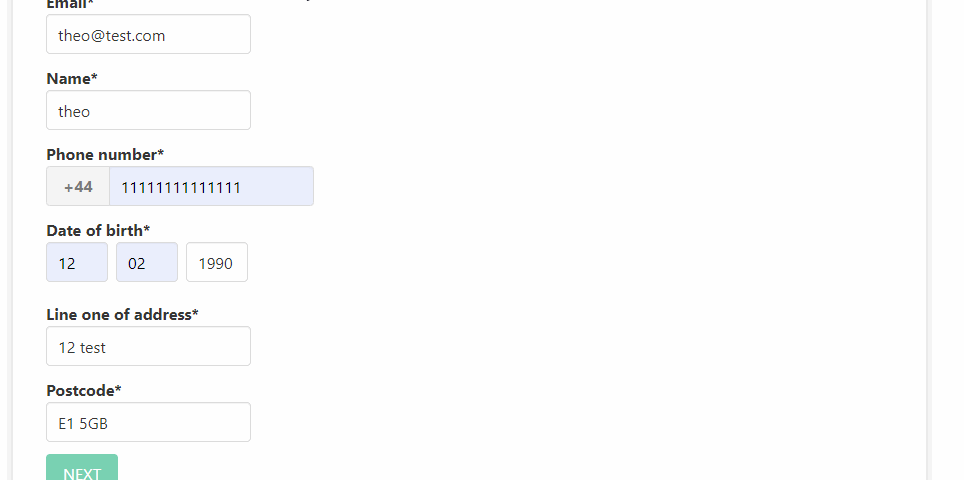 Email*
theo@test.com
Name*
theo
Phone number*
+44 11111111111111
Date of birth*
12 02 1990
Line one of address*
12 test
Postcode*
E1 5GB
NEXT